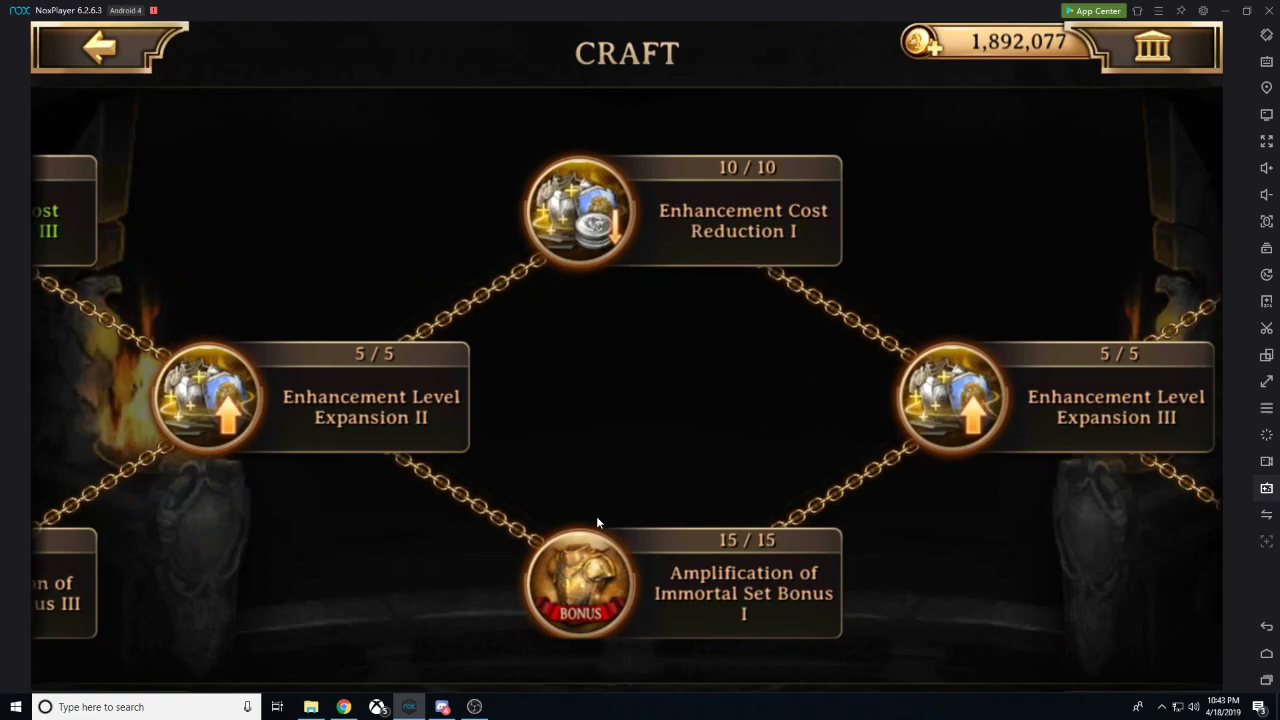 nox NoxPlayer 6.2.6.3 Android 4
App Center
CRAFT
1,892,077
ost
III
10 / 10
Enhancement Cost
Reduction I
5 / 5
Enhancement Level
Expansion II
5 / 5
Enhancement Level
Expansion III
n of
us III
BONUS
15 / 15
Amplification of
Immortal Set Bonus
I
Type here to search
nox
10:43 PM
4/18/2019